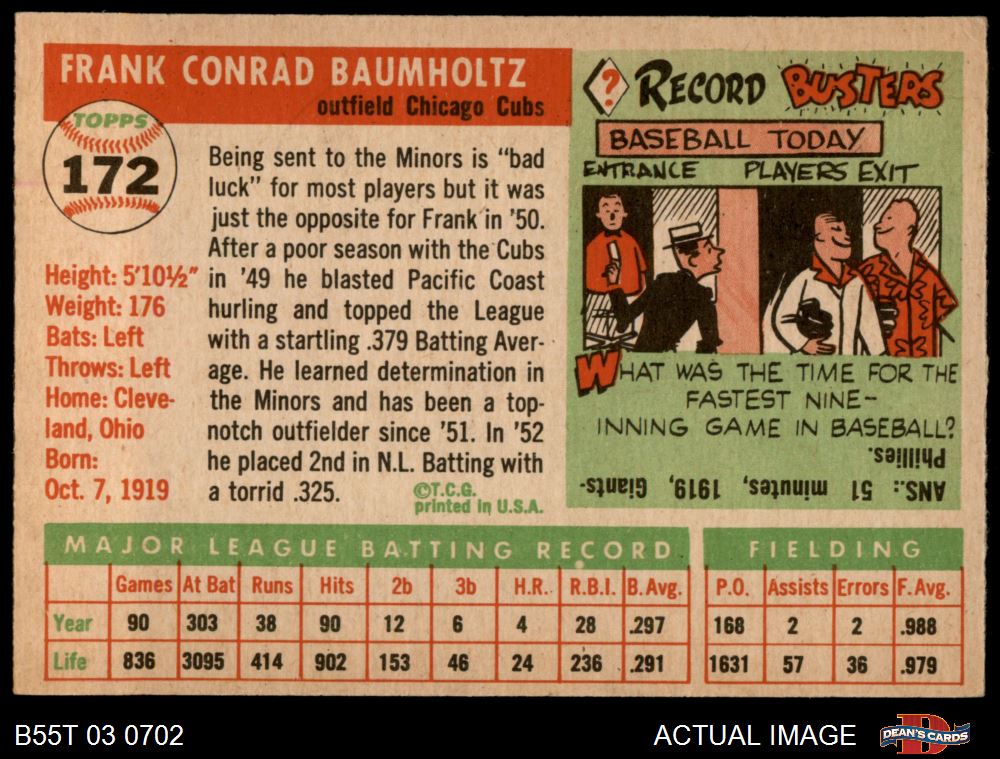 FRANK CONRAD BAUMHOLTZ
outfield Chicago Cubs
TOPPS
172
Height: 5'10½"
Weight: 176
Bats: Left
Throws: Left
Home: Cleve-
land, Ohio
Born:
Oct. 7, 1919
Being sent to the Minors is “bad
luck” for most players but it was
just the opposite for Frank in '50.
After a poor season with the Cubs
in '49 he blasted Pacific Coast
hurling and topped the League
with a startling .379 Batting Aver-
age. He learned determination in
the Minors and has been a top-
notch outfielder since '51. In '52
he placed 2nd in N.L. Batting with
a torrid .325.
©T.C.G.
printed in U.S.A.
? RECORD BUSTERS
BASEBALL TODAY
ENTRANCE PLAYERS EXIT
WHAT WAS THE TIME FOR THE
FASTEST NINE-
INNING GAME IN BASEBALL?
ANS.: 51 minutes, 1919, Giants-
Phillies.
MAJOR LEAGUE BATTING RECORD
Games At Bat Runs Hits 2b 3b H.R. R.B.I. B. Avg.
Year 90 303 38 90 12 6 4 28 .297
Life 836 3095 414 902 153 46 24 236 .291
FIELDING
P.O. Assists Errors F. Avg.
168 2 2 .988
1631 57 36 .979
B55T 03 0702
ACTUAL IMAGE
D
DEAN'S CARDS